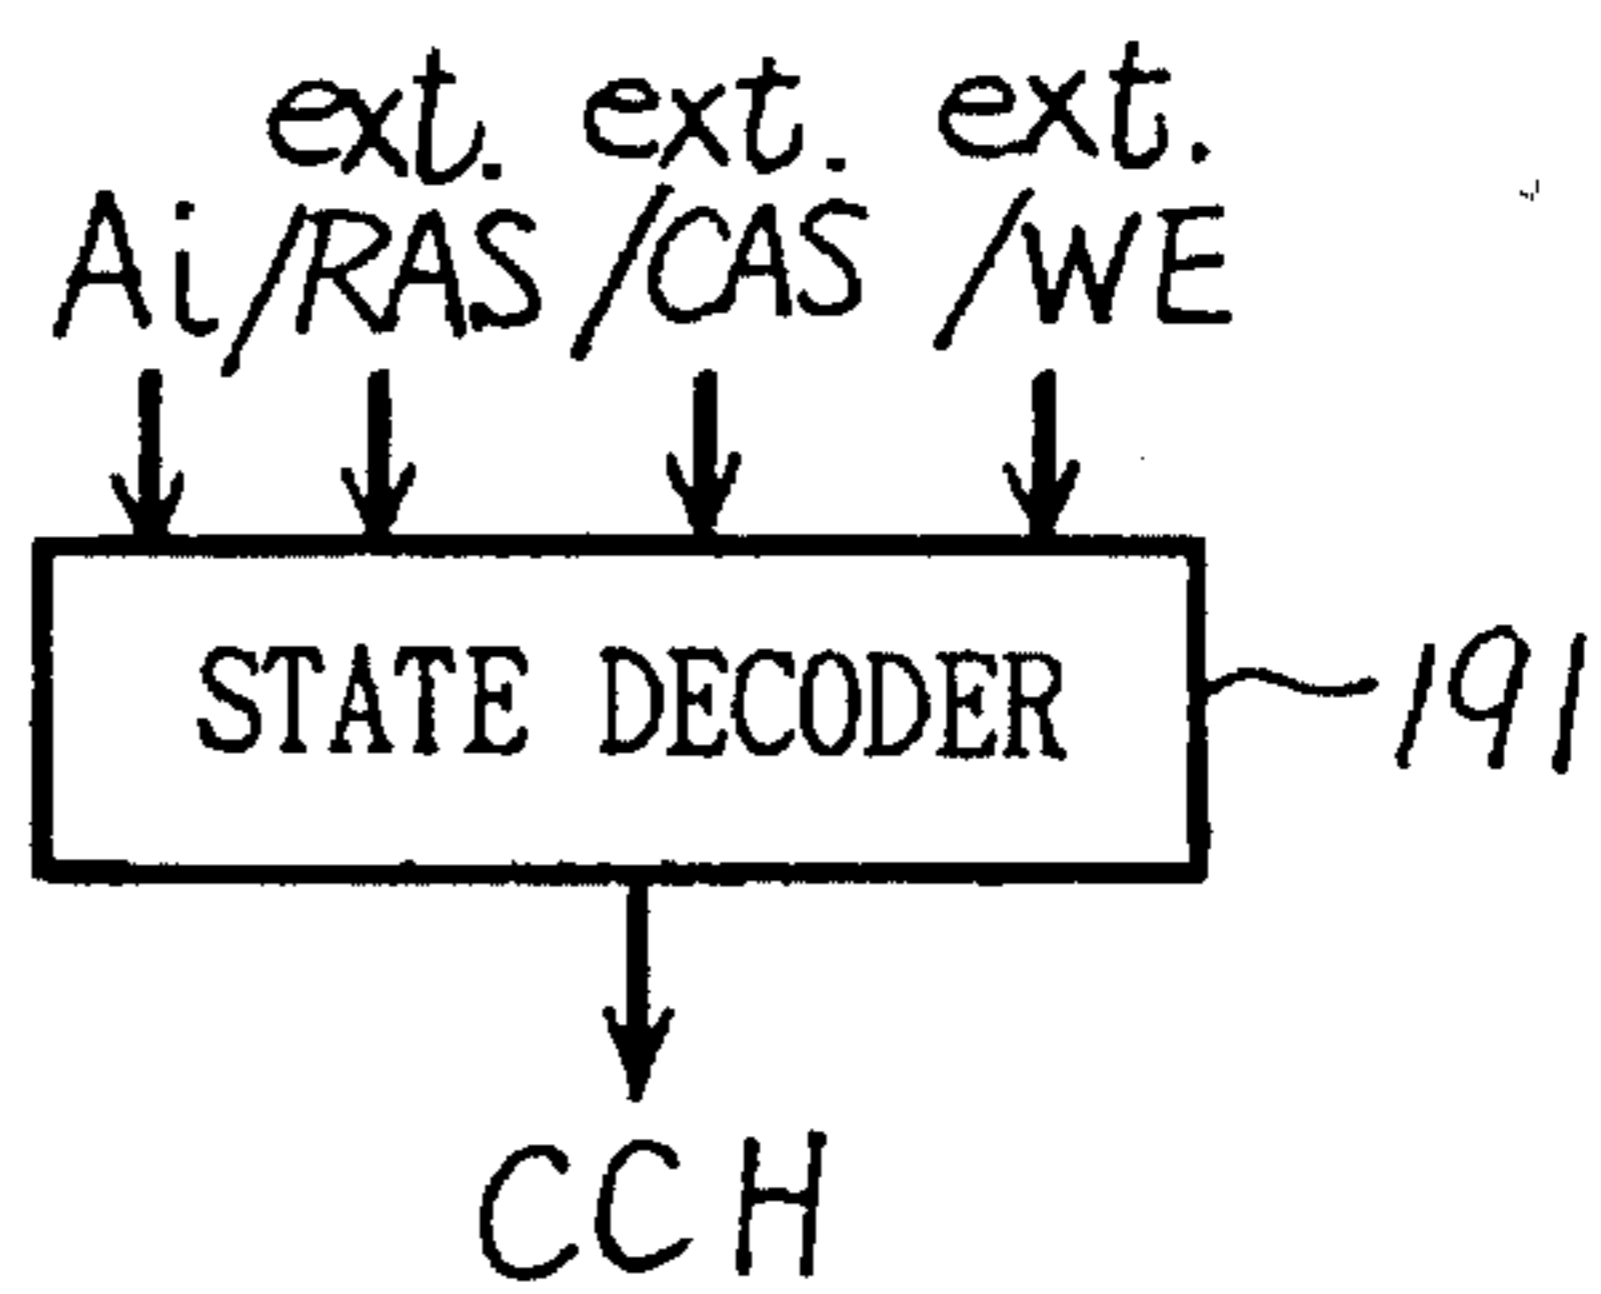 ext. ext. ext.
Ai /RAS /CAS /WE
STATE DECODER
191
CCH